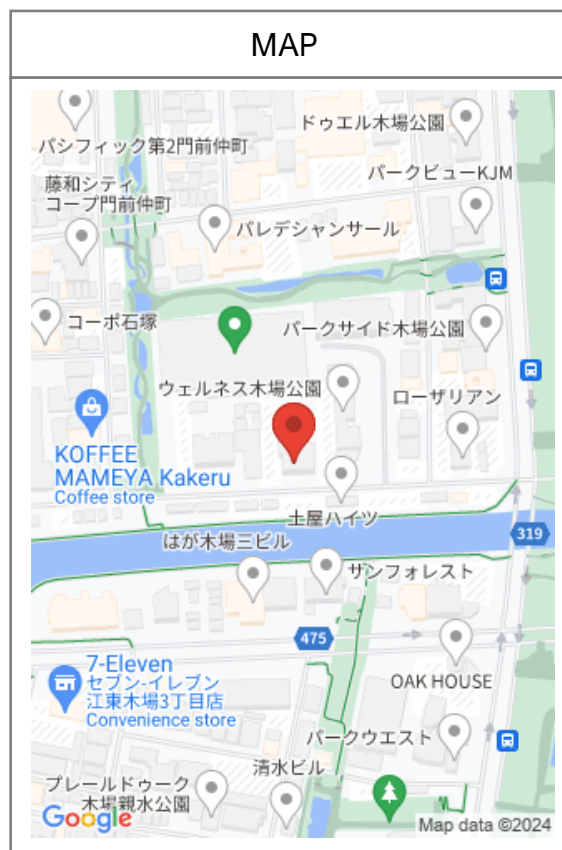 MAP
ドゥエル木場公園
パシフィック第2門前仲町
パークビューKJM
藤和シティ
コープ門前仲町
パレデシャンサール
コーポ石塚
パークサイド木場公園
ウェルネス木場公園
ローザリアン
KOFFEE
MAMEYA Kakeru
Coffee store
土屋ハイツ
319
はが木場三ビル
サンフォレスト
475
7-Eleven
セブン-イレブン
江東木場3丁目店
Convenience store
OAK HOUSE
パークウエスト
清水ビル
プレールドゥーク
木場親水公園
Google
Map data ©2024